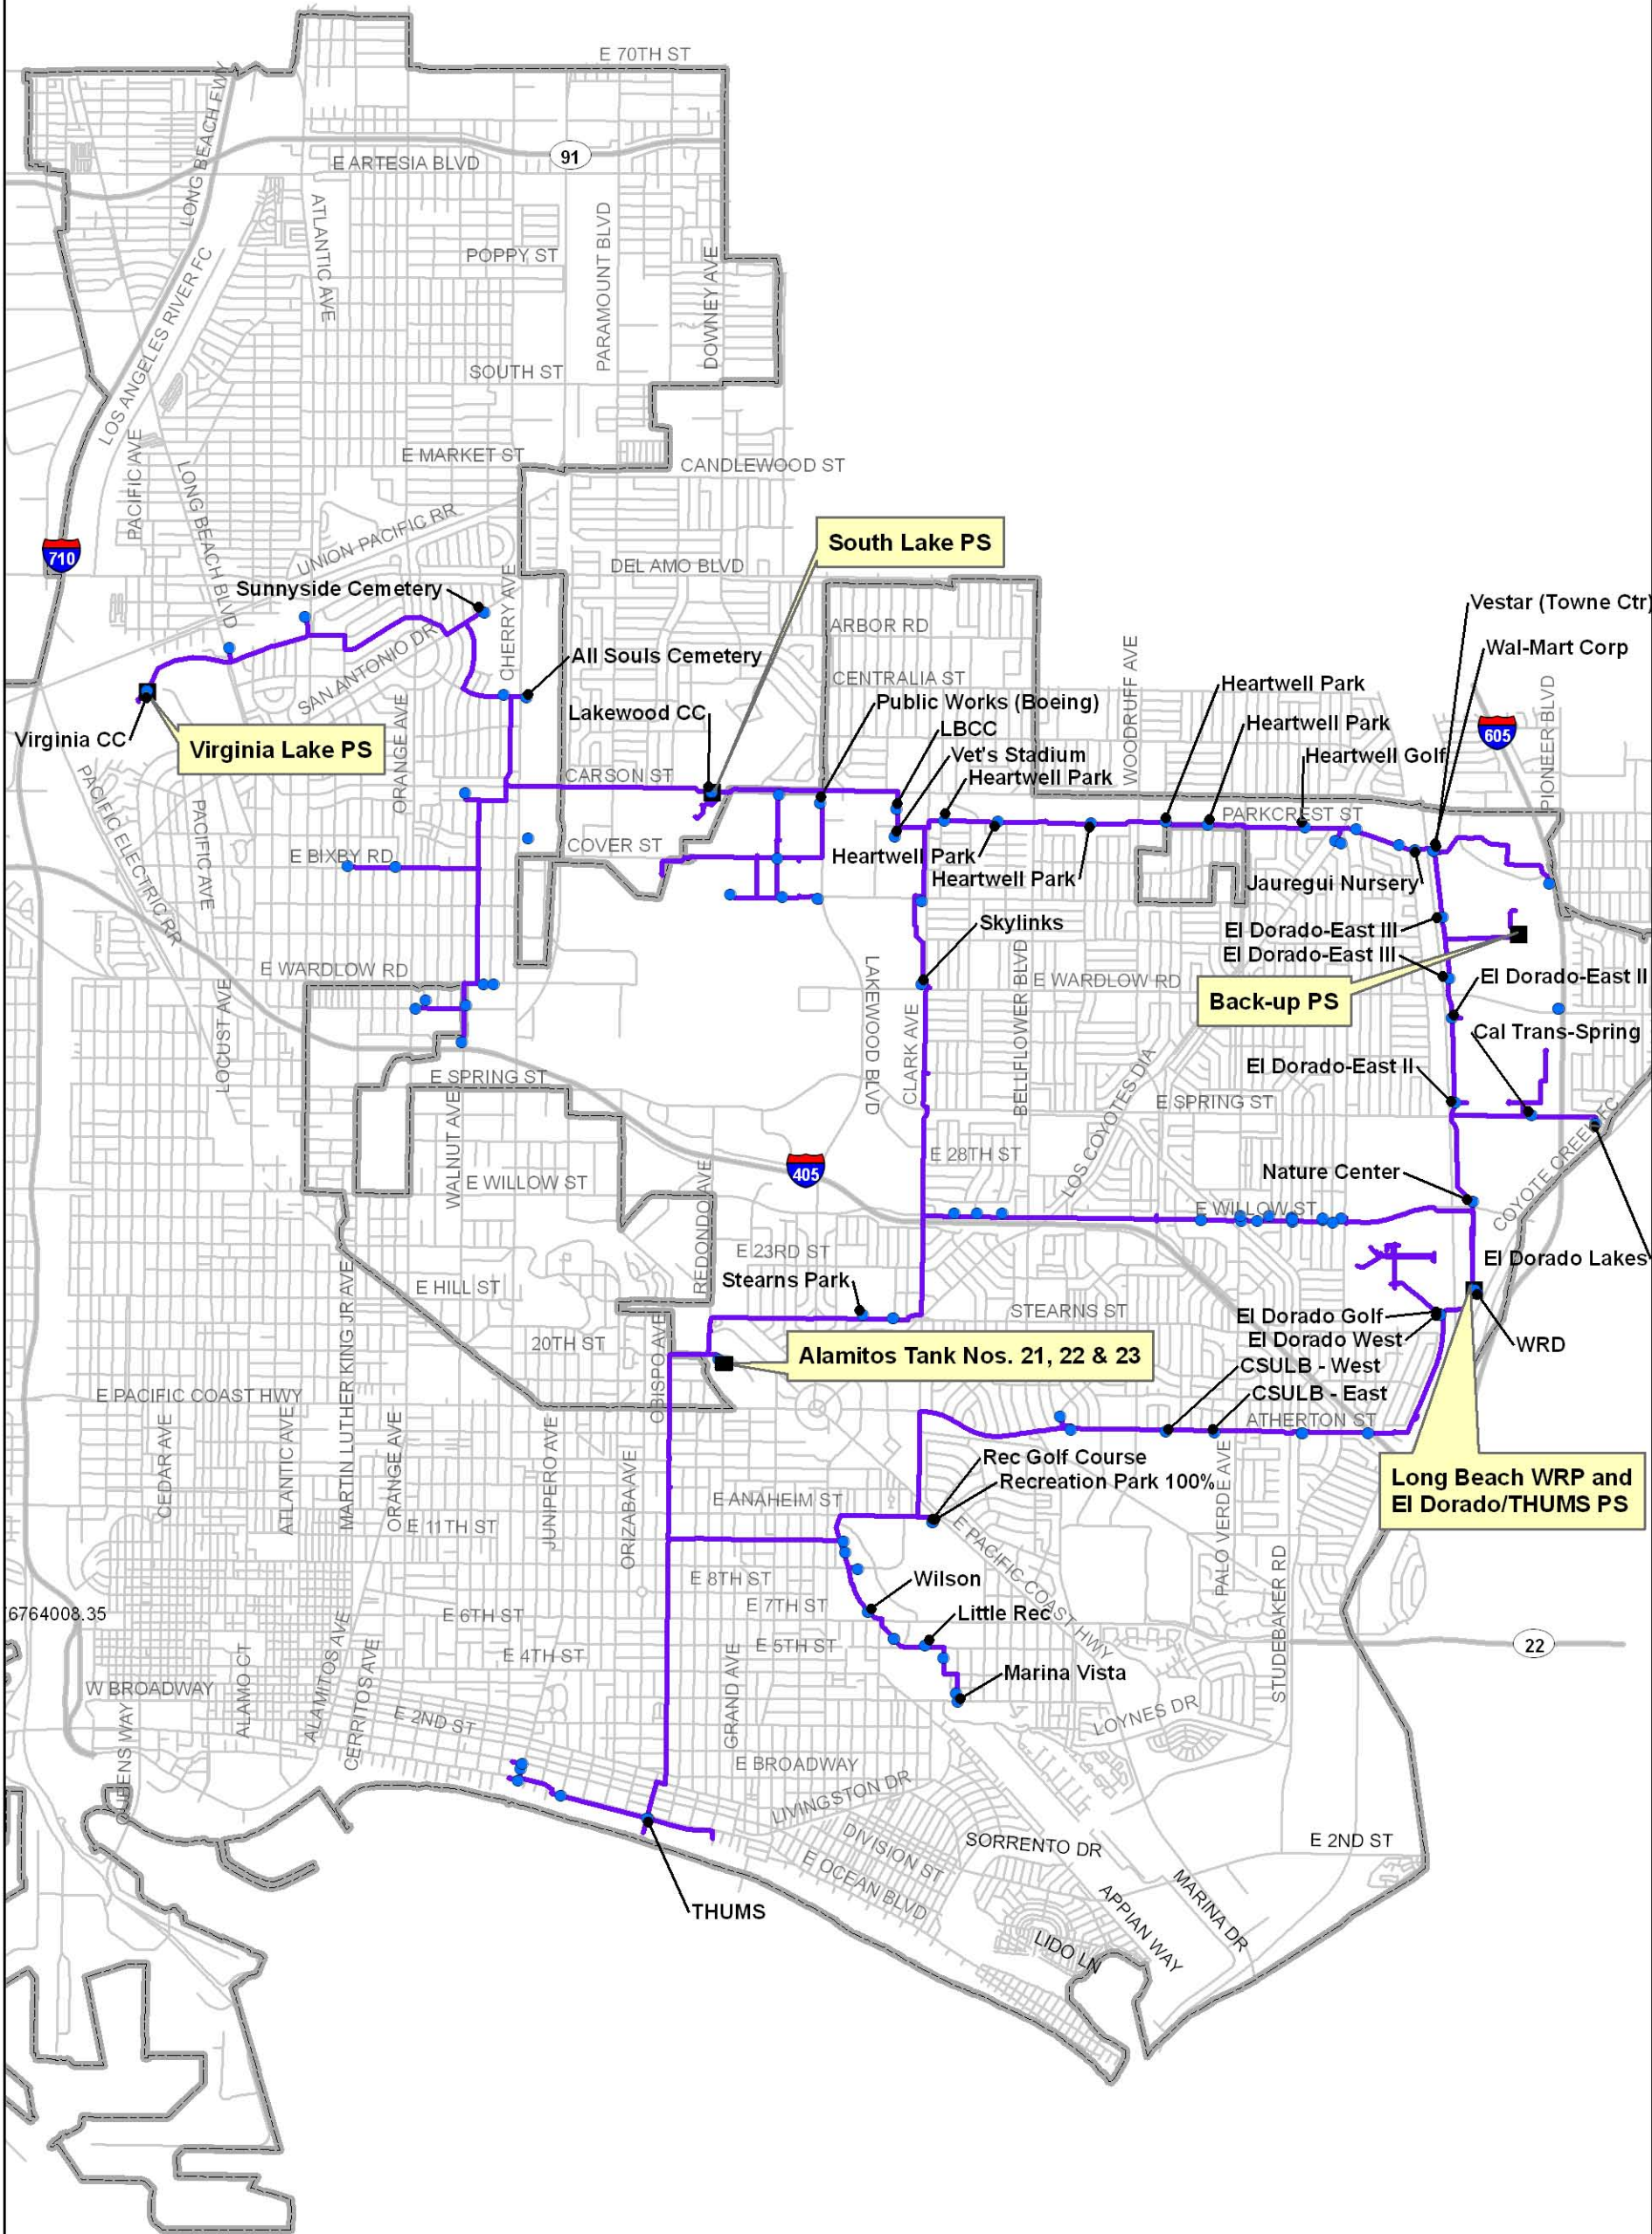 E 70TH ST
LONG BEACH FWY
91
E ARTESIA BLVD
ATLANTIC AVE
PARAMOUNT BLVD
POPPY ST
DOWNEY AVE
LOS ANGELES RIVER FC
SOUTH ST
PACIFIC AVE
E MARKET ST
CANDLEWOOD ST
LONG BEACH BLVD
UNION PACIFIC RR
South Lake PS
710
DEL AMO BLVD
Sunnyside Cemetery
CHERRY AVE
Vestar (Towne Ctr)
ARBOR RD
WOODRUFF AVE
Wal-Mart Corp
SAN ANTONIO DR
All Souls Cemetery
CENTRALIA ST
Heartwell Park
PIONEER BLVD
ORANGE AVE
Lakewood CC
Public Works (Boeing)
Heartwell Park
605
Virginia CC
Virginia Lake PS
LBCC
Vet's Stadium
Heartwell Golf
CARSON ST
Heartwell Park
PACIFIC ELECTRIC RR
PACIFIC AVE
PARKCREST ST
COVER ST
E BIXBY RD
Heartwell Park
Heartwell Park
Jauregui Nursery
Skylinks
El Dorado-East III
El Dorado-East III
E WARDLOW RD
LAKEWOOD BLVD
BELLFLOWER BLVD
E WARDLOW RD
El Dorado-East II
Back-up PS
LOCUST AVE
CLARK AVE
Cal Trans-Spring
E SPRING ST
LOS COYOTES DIA
El Dorado-East II
E SPRING ST
WALNUT AVE
COYOTE CREEK FC
405
E 28TH ST
E WILLOW ST
REDONDO AVE
Nature Center
E WILLOW ST
E 23RD ST
El Dorado Lakes
MARTIN LUTHER KING JR AVE
E HILL ST
Stearns Park
STEARNS ST
El Dorado Golf
El Dorado West
20TH ST
OBISPO AVE
Alamitos Tank Nos. 21, 22 & 23
WRD
CSULB - West
CSULB - East
E PACIFIC COAST HWY
ATHERTON ST
CEDAR AVE
ATLANTIC AVE
ORANGE AVE
JUNIPERO AVE
ORIZABA AVE
Rec Golf Course
Recreation Park 100%
PALO VERDE AVE
Long Beach WRP and
El Dorado/THUMS PS
E ANAHEIM ST
E 11TH ST
E PACIFIC COAST HWY
E 8TH ST
Wilson
STUDEBAKER RD
E 7TH ST
6764008.35
E 6TH ST
Little Rec
E 5TH ST
22
E 4TH ST
ALAMITOS AVE
CERRITOS AVE
ALAMO CT
GRAND AVE
Marina Vista
W BROADWAY
E 2ND ST
LOYNES DR
QUEENS WAY
E BROADWAY
LIVINGSTON DR
DIVISION ST
SORRENTO DR
E 2ND ST
E OCEAN BLVD
THUMS
APPIAN WAY
MARINA DR
LIDO LN